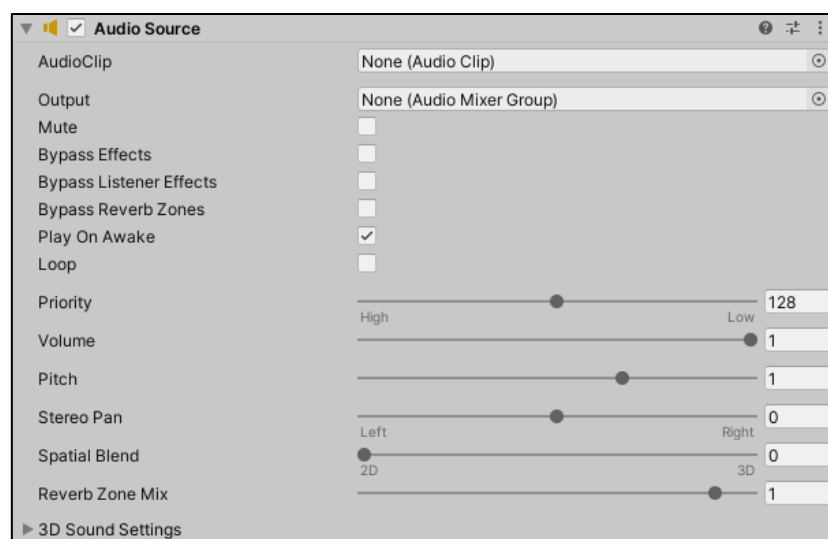 Audio Source
AudioClip None (Audio Clip)
Output None (Audio Mixer Group)
Mute
Bypass Effects
Bypass Listener Effects
Bypass Reverb Zones
Play On Awake
Loop
Priority 128
High Low
Volume 1
Pitch 1
Stereo Pan 0
Left Right
Spatial Blend 0
2D 3D
Reverb Zone Mix 1
3D Sound Settings